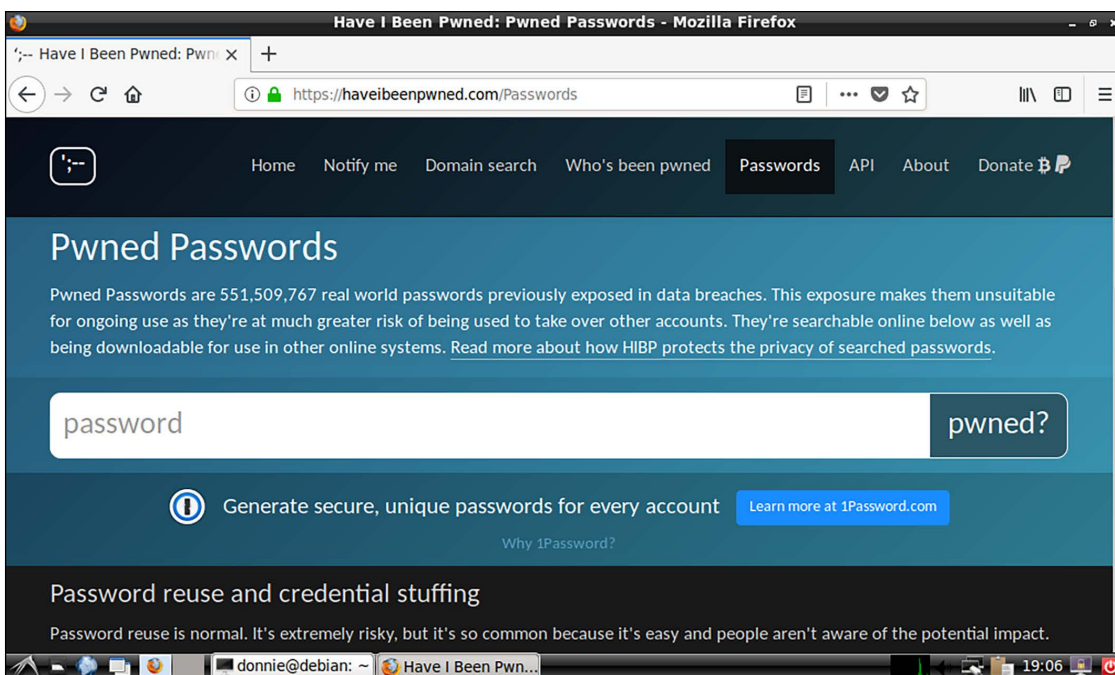 Have I Been Pwned: Pwned Passwords - Mozilla Firefox
';-- Have I Been Pwned: Pwn
https://haveibeenpwned.com/Passwords
';--
Home Notify me Domain search Who's been pwned Passwords API About Donate
Pwned Passwords
Pwned Passwords are 551,509,767 real world passwords previously exposed in data breaches. This exposure makes them unsuitable
for ongoing use as they're at much greater risk of being used to take over other accounts. They're searchable online below as well as
being downloadable for use in other online systems. Read more about how HIBP protects the privacy of searched passwords.
password pwned?
Generate secure, unique passwords for every account Learn more at 1Password.com
Why 1Password?
Password reuse and credential stuffing
Password reuse is normal. It's extremely risky, but it's so common because it's easy and people aren't aware of the potential impact.
donnie@debian: ~ Have I Been Pwn... 19:06